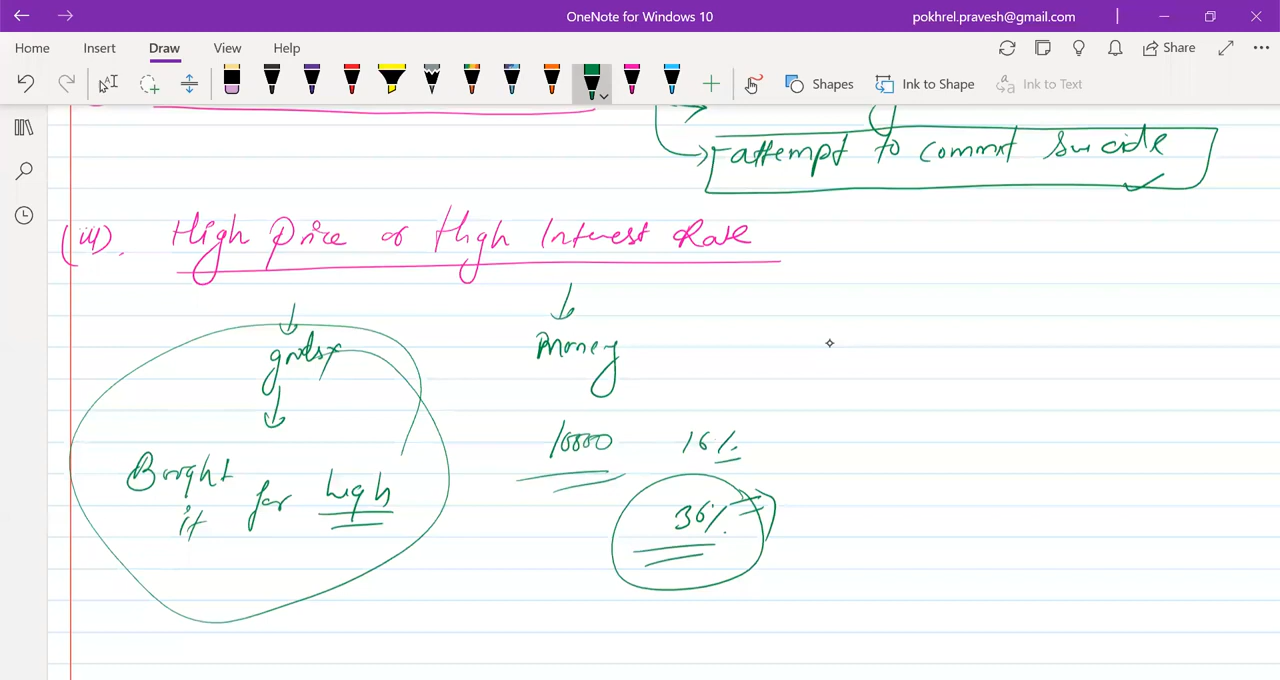 OneNote for Windows 10
pokhrel.pravesh@gmail.com
Home Insert Draw View Help
Share
Shapes Ink to Shape Ink to Text
attempt to commit suicide
(iii). High Price or High Interest Rate
goods
Money
10000 16%
Bought it for high
36%